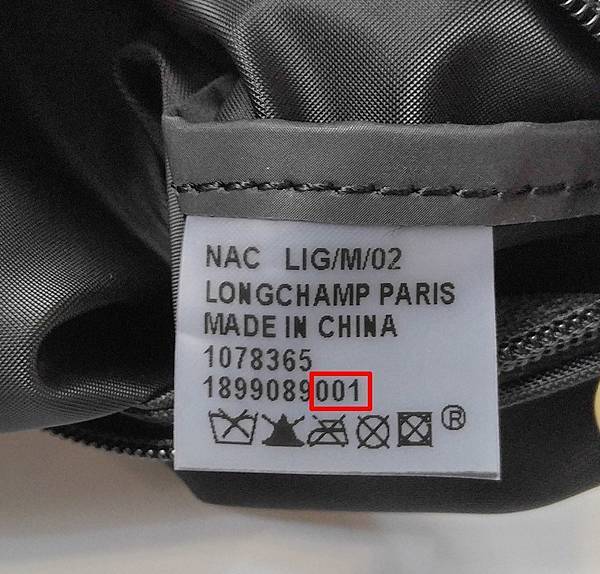 NAC LIG/M/02
LONGCHAMP PARIS
MADE IN CHINA
1078365
1899089001
®